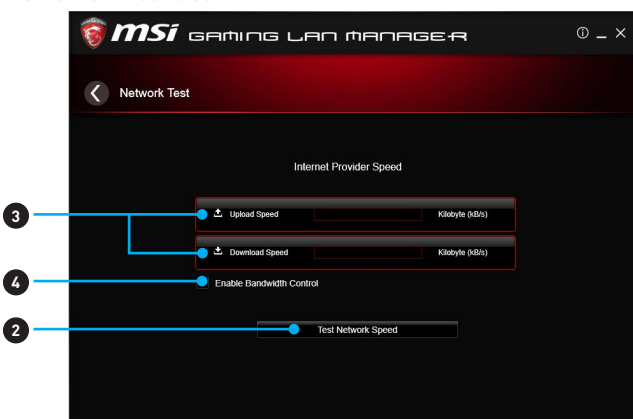 msi GAMING LAN MANAGER
Network Test
Internet Provider Speed
3
Upload Speed
Kilobyte (kB/s)
Download Speed
Kilobyte (kB/s)
4
Enable Bandwidth Control
2
Test Network Speed